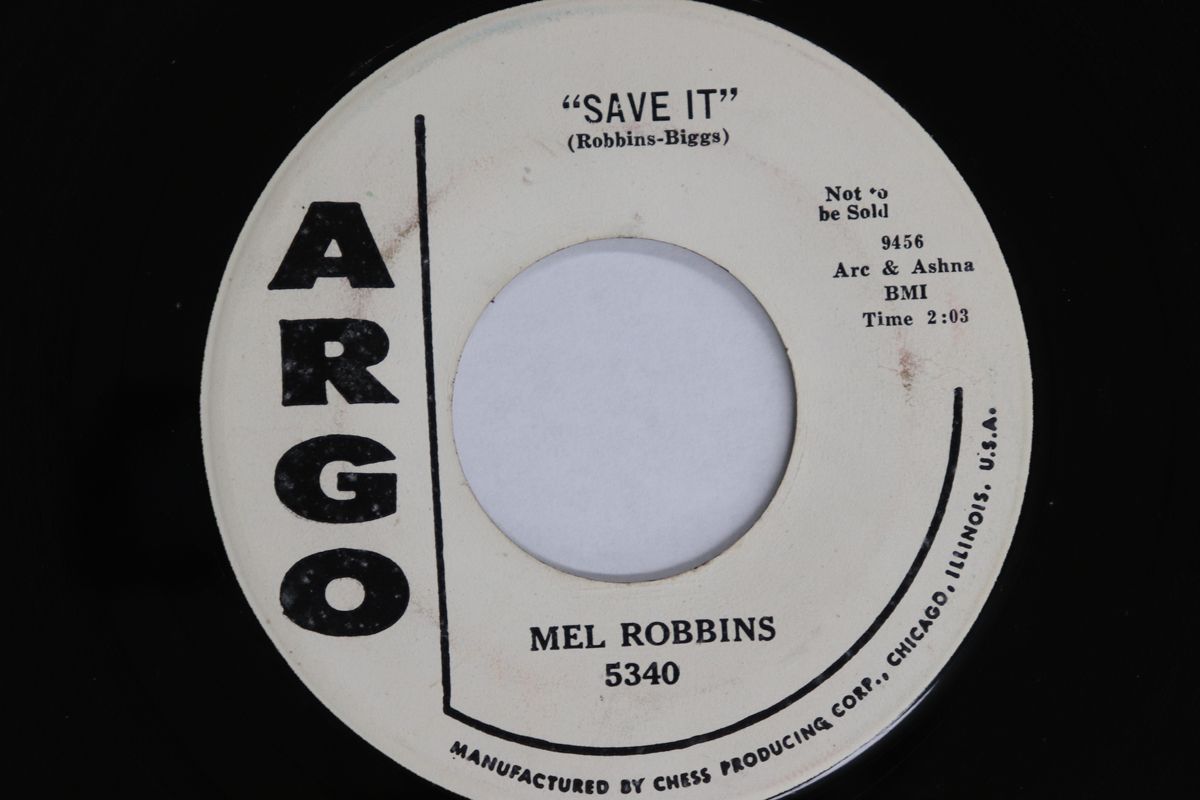 "SAVE IT"
(Robbins-Biggs)
Not to
be Sold
9456
Arc & Ashna
BMI
Time 2:03
ARGO
MEL ROBBINS
5340
MANUFACTURED BY CHESS PRODUCING CORP., CHICAGO, ILLINOIS. U.S.A.